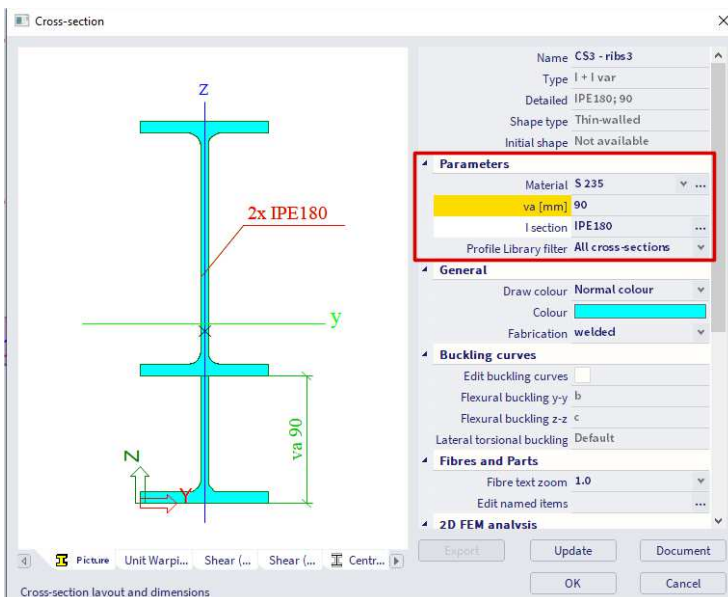 Cross-section
z
2x IPE180
y
va 90
Z
Y
Picture
Unit Warpi...
Shear (...
Shear (...
Centr...
Cross-section layout and dimensions
Name CS3 - ribs3
Type I + I var
Detailed IPE180; 90
Shape type Thin-walled
Initial shape Not available
Parameters
Material S 235 ...
va [mm] 90
I section IPE180 ...
Profile Library filter All cross-sections
General
Draw colour Normal colour
Colour
Fabrication welded
Buckling curves
Edit buckling curves
Flexural buckling y-y b
Flexural buckling z-z c
Lateral torsional buckling Default
Fibres and Parts
Fibre text zoom 1.0
Edit named items ...
2D FEM analysis
Export Update Document
OK Cancel